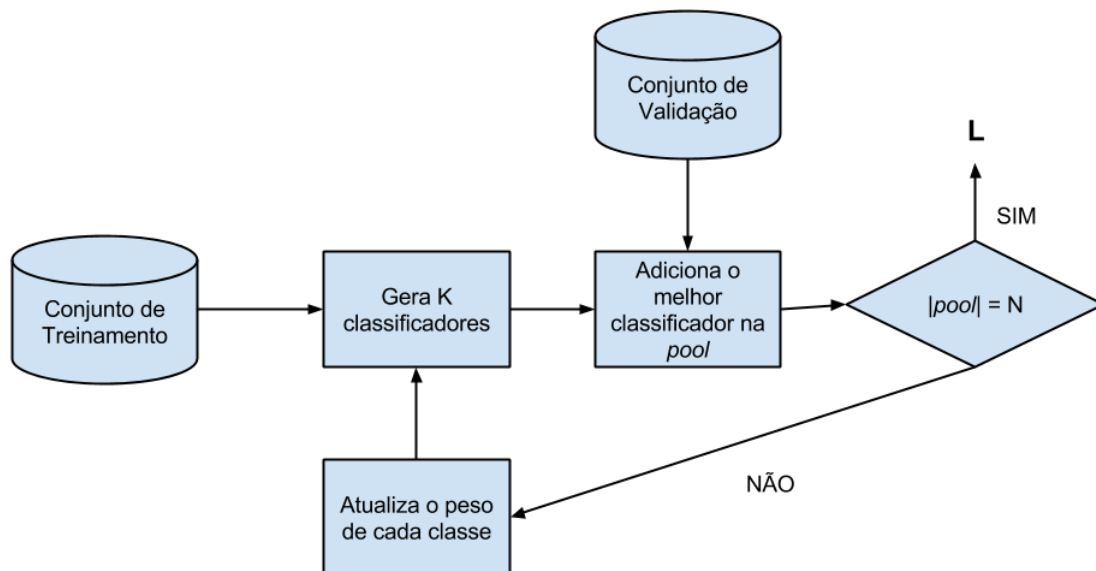 Conjunto de
Validação
L
SIM
Conjunto de
Treinamento
Gera K
classificadores
Adiciona o
melhor
classificador na
pool
|pool| = N
NÃO
Atualiza o peso
de cada classe